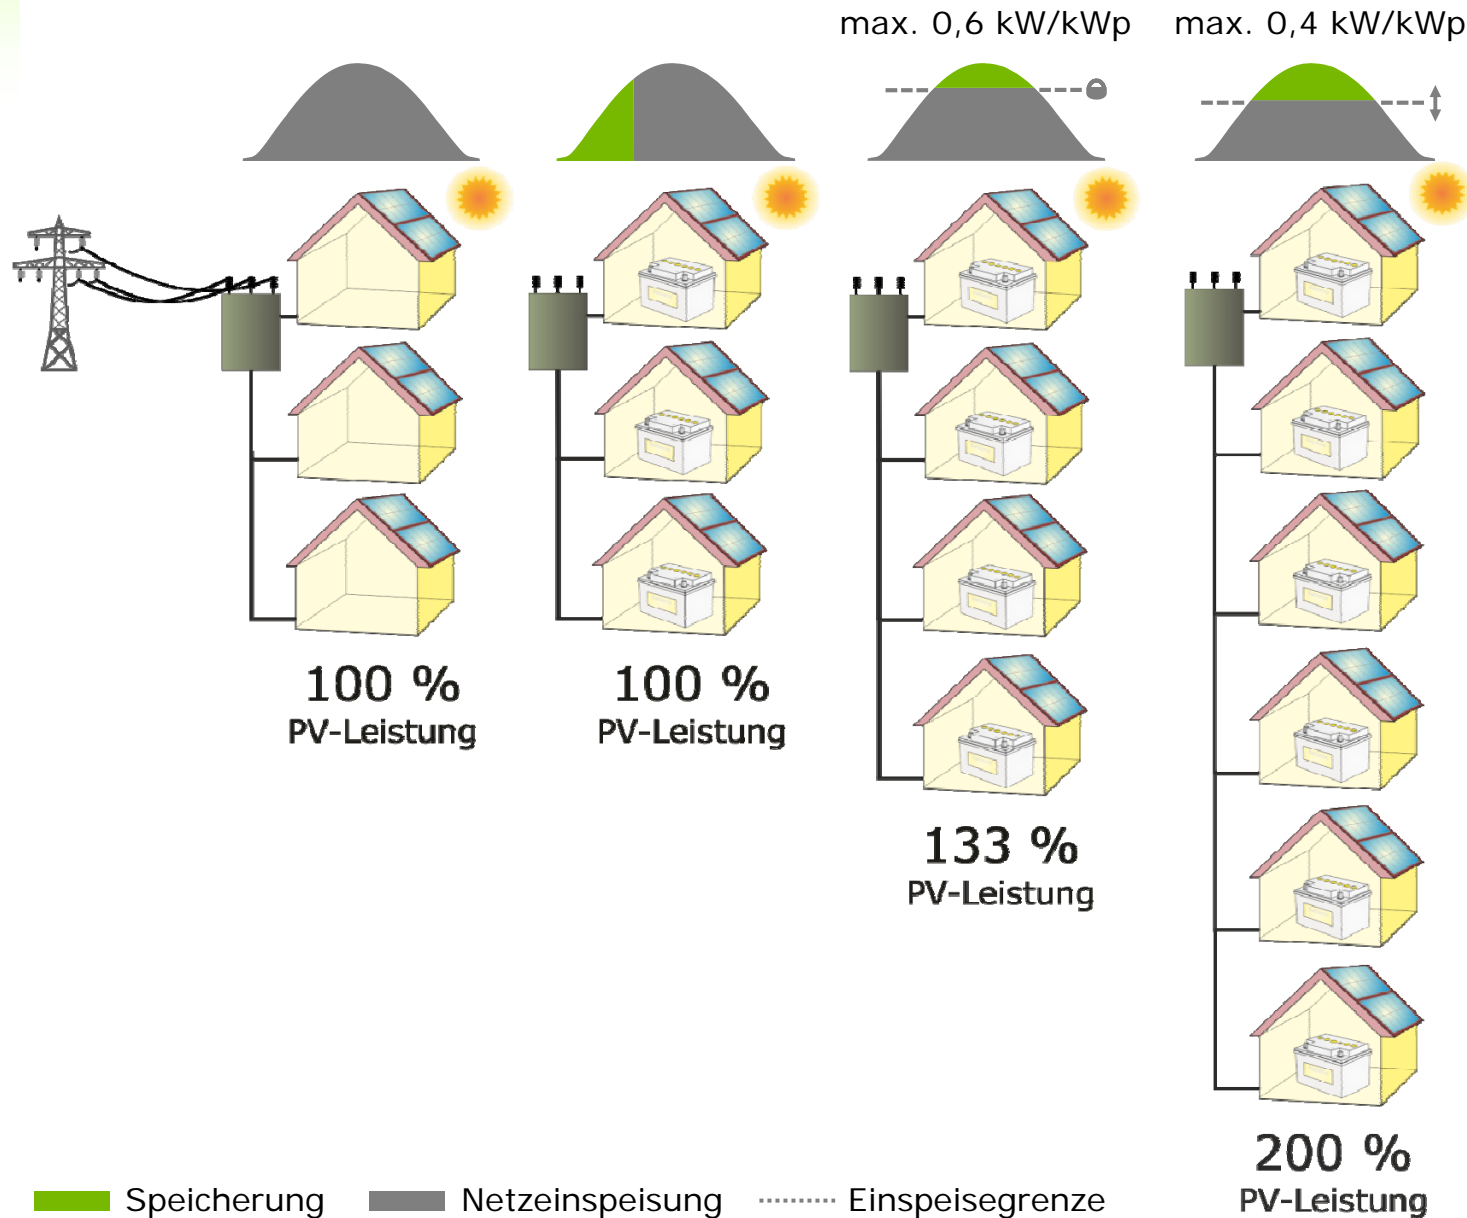 max. 0,6 kW/kWp
max. 0,4 kW/kWp
100 %
PV-Leistung
100 %
PV-Leistung
133 %
PV-Leistung
200 %
PV-Leistung
Speicherung
Netzeinspeisung
Einspeisegrenze